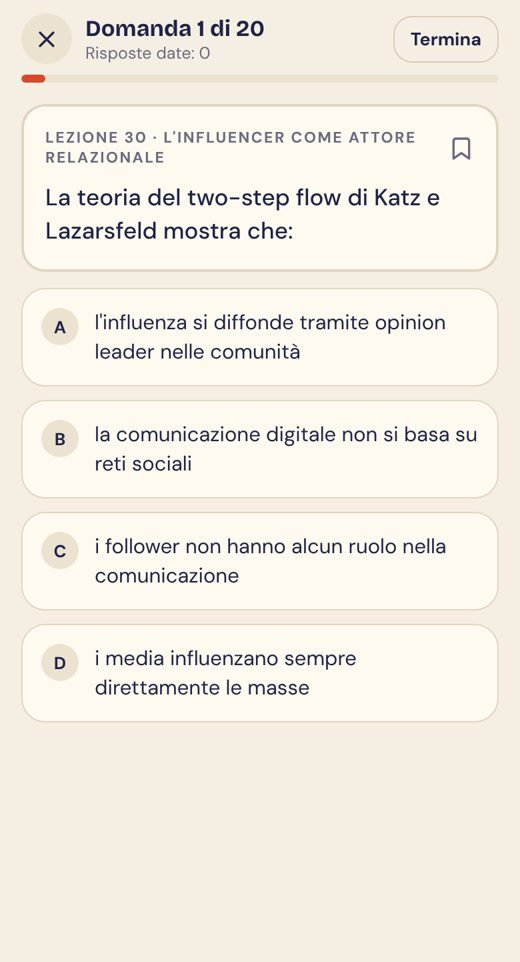 Domanda 1 di 20
Risposte date: 0
Termina
LEZIONE 30 · L'INFLUENCER COME ATTORE
RELAZIONALE
La teoria del two-step flow di Katz e
Lazarsfeld mostra che:
A
l'influenza si diffonde tramite opinion
leader nelle comunità
B
la comunicazione digitale non si basa su
reti sociali
C
i follower non hanno alcun ruolo nella
comunicazione
D
i media influenzano sempre
direttamente le masse